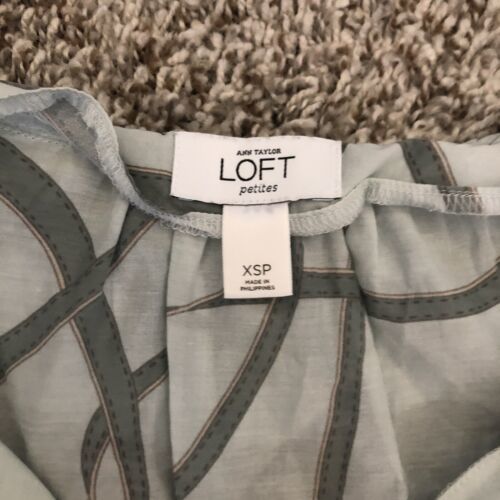 ANN TAYLOR
LOFT
petites
XSP
MADE IN
PHILIPPINES